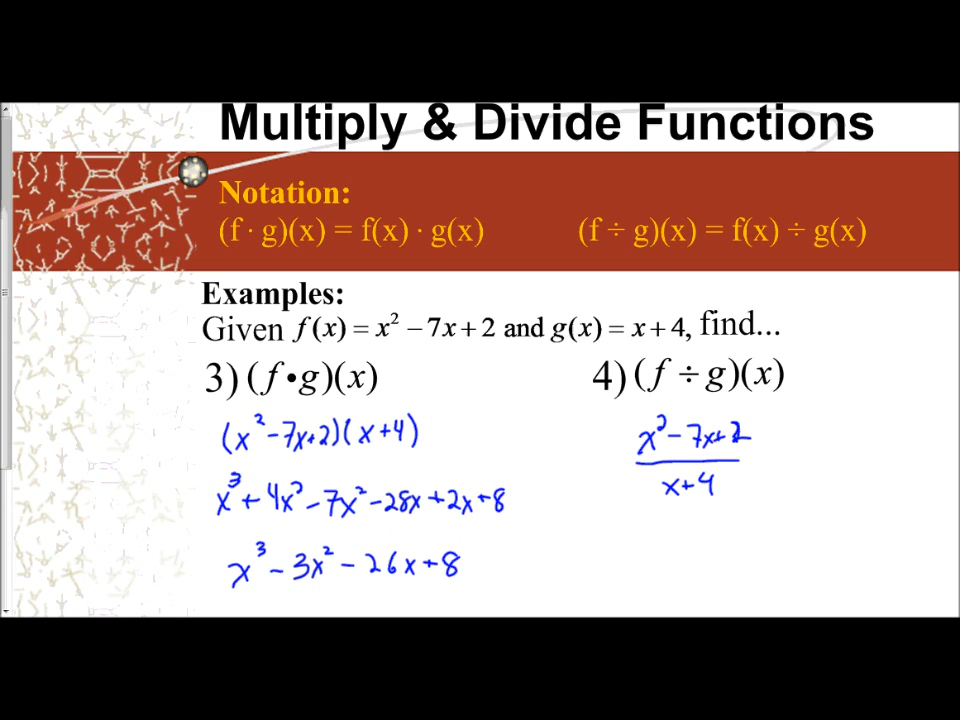 Multiply & Divide Functions
Notation:
(f · g)(x) = f(x) · g(x) (f ÷ g)(x) = f(x) ÷ g(x)
Examples:
Given f(x) = x² − 7x + 2 and g(x) = x + 4, find...
3) (f•g)(x) 4) (f ÷ g)(x)
(x² - 7x+2)(x+4)
x³ + 4x² - 7x² - 28x + 2x + 8
x³ - 3x² - 26x + 8
x² - 7x+2
x+4